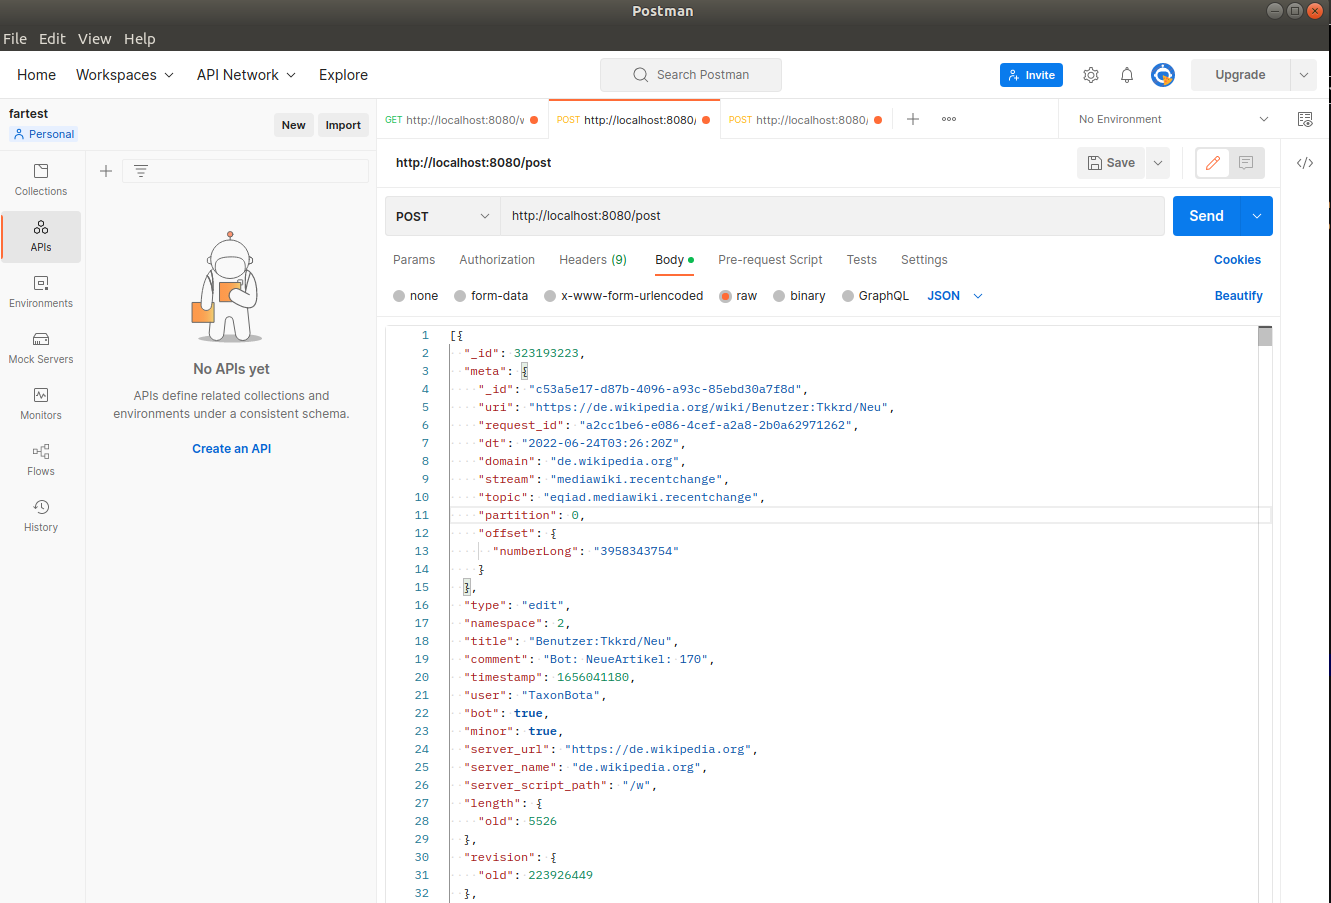 Postman
File Edit View Help
Home Workspaces API Network Explore Search Postman Invite Upgrade
fartest
Personal
New Import
GET http://localhost:8080/ POST http://localhost:8080/ POST http://localhost:8080/ No Environment
Collections
APIs
Environments
Mock Servers
Monitors
Flows
History
No APIs yet
APIs define related collections and
environments under a consistent schema.
Create an API
http://localhost:8080/post Save </>
POST http://localhost:8080/post Send
Params Authorization Headers (9) Body Pre-request Script Tests Settings Cookies
none form-data x-www-form-urlencoded raw binary GraphQL JSON Beautify
1 [{
2 "_id": 323193223,
3 "meta": {
4 "_id": "c53a5e17-d87b-4096-a93c-85ebd30a7f8d",
5 "uri": "https://de.wikipedia.org/wiki/Benutzer:Tkkrd/Neu",
6 "request_id": "a2cc1be6-e086-4cef-a2a8-2b0a62971262",
7 "dt": "2022-06-24T03:26:20Z",
8 "domain": "de.wikipedia.org",
9 "stream": "mediawiki.recentchange",
10 "topic": "eqiad.mediawiki.recentchange",
11 "partition": 0,
12 "offset": {
13 "numberLong": "3958343754"
14 }
15 },
16 "type": "edit",
17 "namespace": 2,
18 "title": "Benutzer:Tkkrd/Neu",
19 "comment": "Bot: NeueArtikel: 170",
20 "timestamp": 1656041180,
21 "user": "TaxonBota",
22 "bot": true,
23 "minor": true,
24 "server_url": "https://de.wikipedia.org",
25 "server_name": "de.wikipedia.org",
26 "server_script_path": "/w",
27 "length": {
28 "old": 5526
29 },
30 "revision": {
31 "old": 223926449
32 },